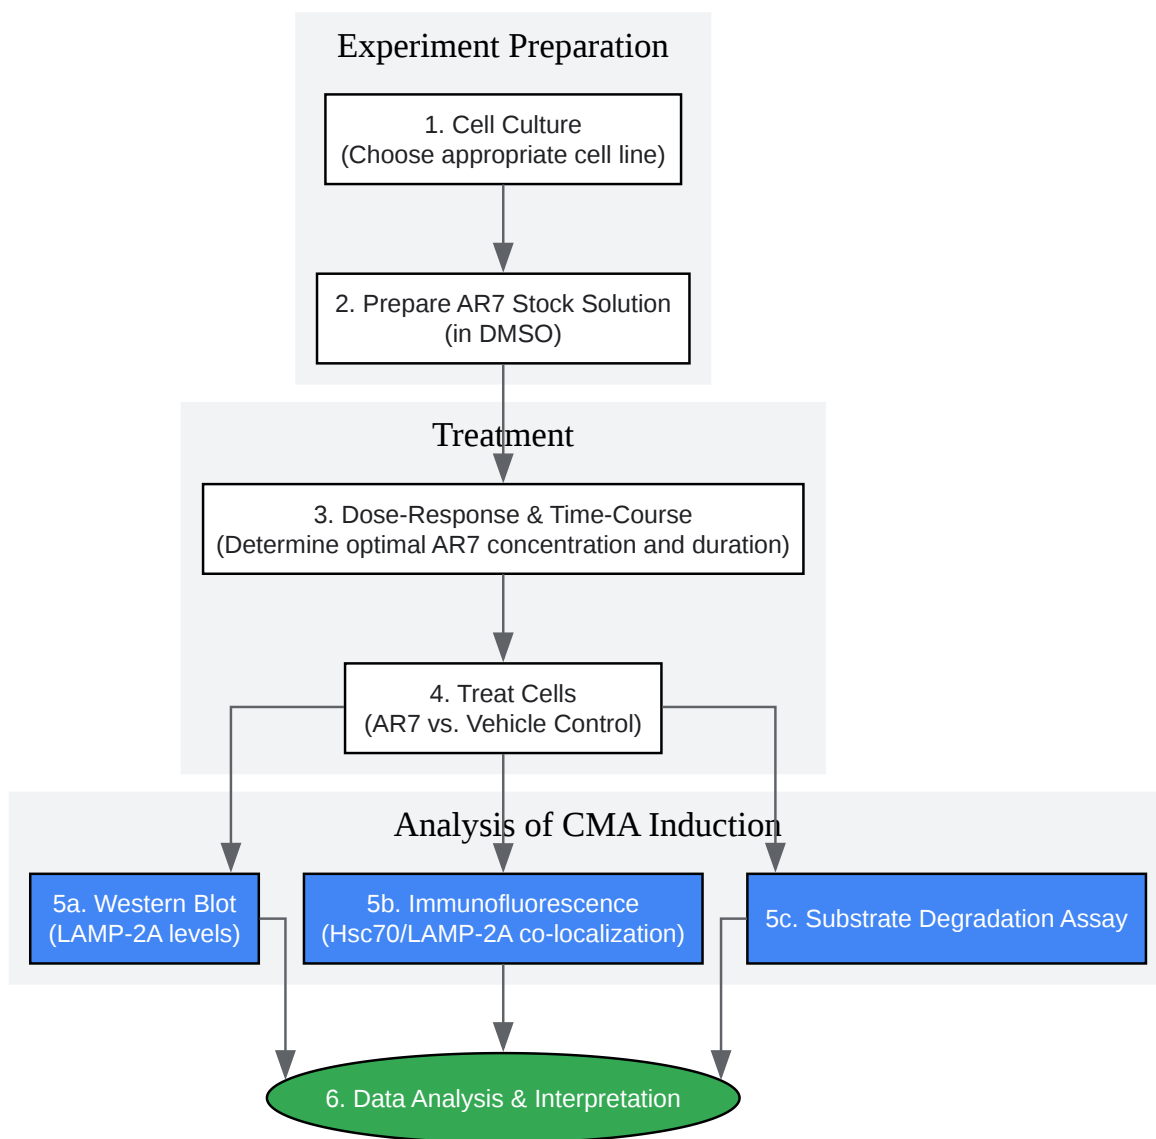 Experiment Preparation
1. Cell Culture
(Choose appropriate cell line)
2. Prepare AR7 Stock Solution
(in DMSO)
Treatment
3. Dose-Response & Time-Course
(Determine optimal AR7 concentration and duration)
4. Treat Cells
(AR7 vs. Vehicle Control)
Analysis of CMA Induction
5a. Western Blot
(LAMP-2A levels)
5b. Immunofluorescence
(Hsc70/LAMP-2A co-localization)
5c. Substrate Degradation Assay
6. Data Analysis & Interpretation